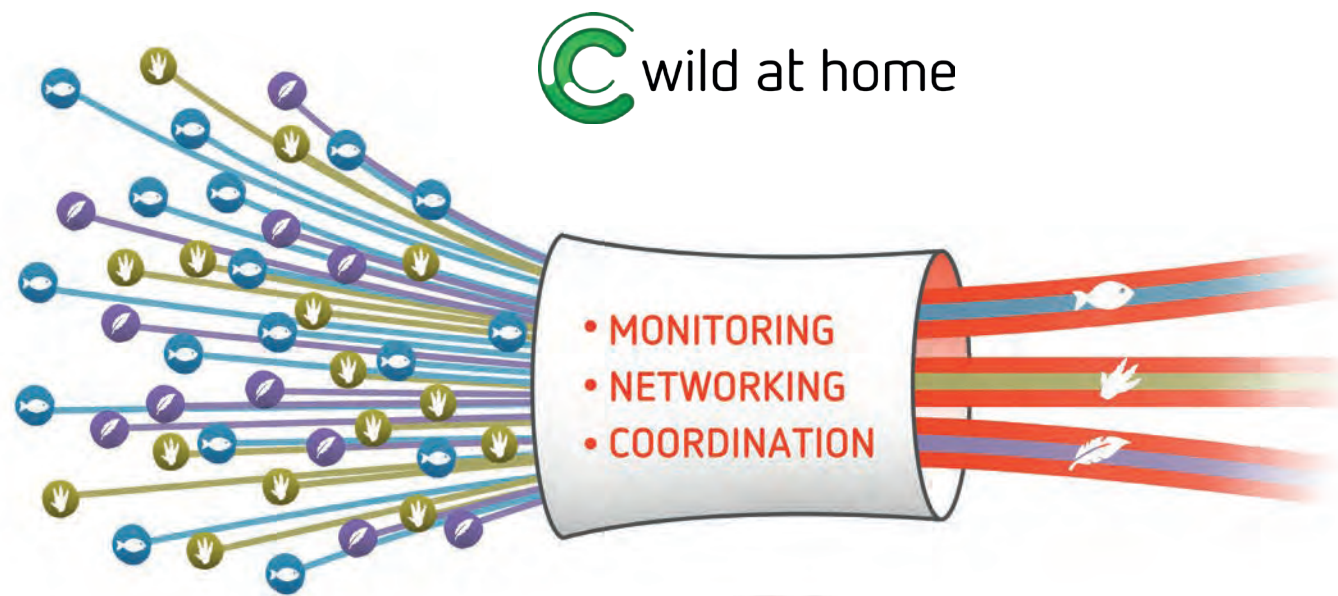 wild at home
• MONITORING
• NETWORKING
• COORDINATION